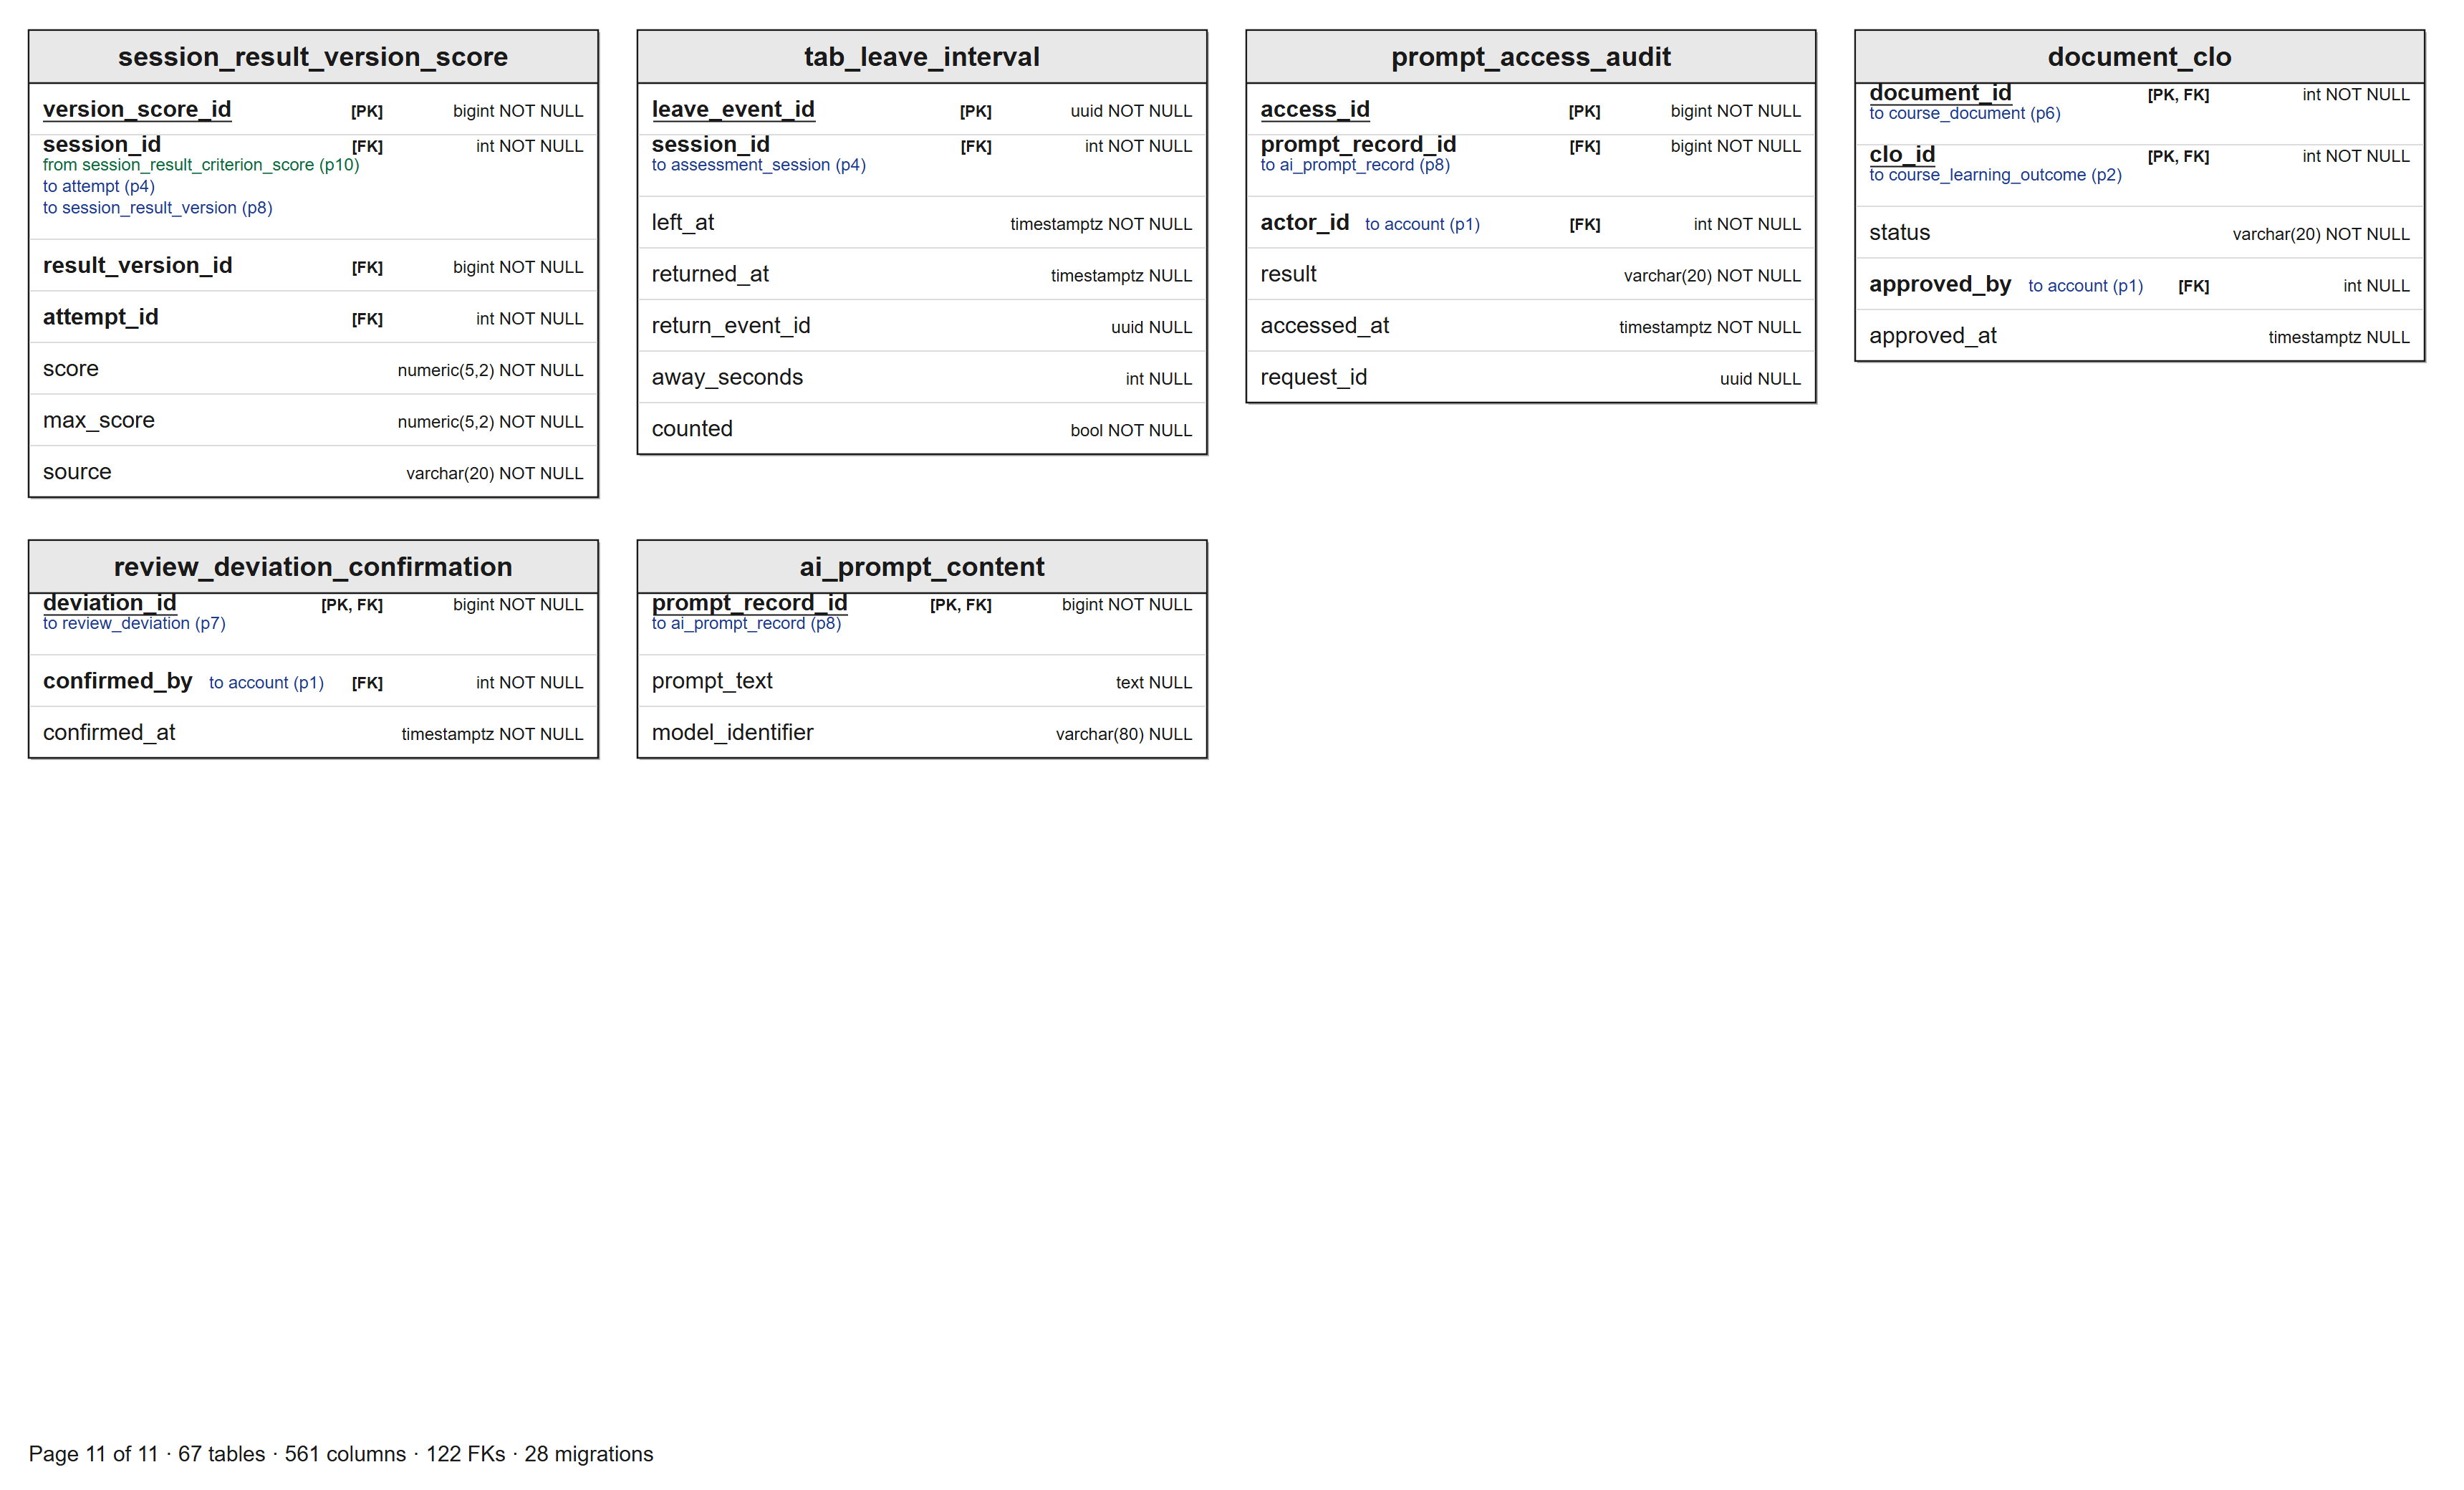 session_result_version_score
version_score_id [PK] bigint NOT NULL
session_id [FK] int NOT NULL
from session_result_criterion_score (p10)
to attempt (p4)
to session_result_version (p8)
result_version_id [FK] bigint NOT NULL
attempt_id [FK] int NOT NULL
score numeric(5,2) NOT NULL
max_score numeric(5,2) NOT NULL
source varchar(20) NOT NULL
tab_leave_interval
leave_event_id [PK] uuid NOT NULL
session_id [FK] int NOT NULL
to assessment_session (p4)
left_at timestamptz NOT NULL
returned_at timestamptz NULL
return_event_id uuid NULL
away_seconds int NULL
counted bool NOT NULL
prompt_access_audit
access_id [PK] bigint NOT NULL
prompt_record_id [FK] bigint NOT NULL
to ai_prompt_record (p8)
actor_id to account (p1) [FK] int NOT NULL
result varchar(20) NOT NULL
accessed_at timestamptz NOT NULL
request_id uuid NULL
document_clo
document_id [PK, FK] int NOT NULL
to course_document (p6)
clo_id [PK, FK] int NOT NULL
to course_learning_outcome (p2)
status varchar(20) NOT NULL
approved_by to account (p1) [FK] int NULL
approved_at timestamptz NULL
review_deviation_confirmation
deviation_id [PK, FK] bigint NOT NULL
to review_deviation (p7)
confirmed_by to account (p1) [FK] int NOT NULL
confirmed_at timestamptz NOT NULL
ai_prompt_content
prompt_record_id [PK, FK] bigint NOT NULL
to ai_prompt_record (p8)
prompt_text text NULL
model_identifier varchar(80) NULL
Page 11 of 11 · 67 tables · 561 columns · 122 FKs · 28 migrations